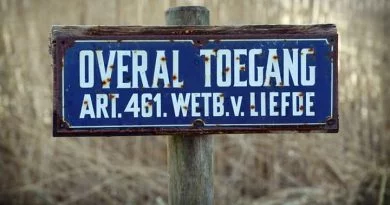 OVERAL TOEGANG
ART. 461. WETB. v. LIEFDE